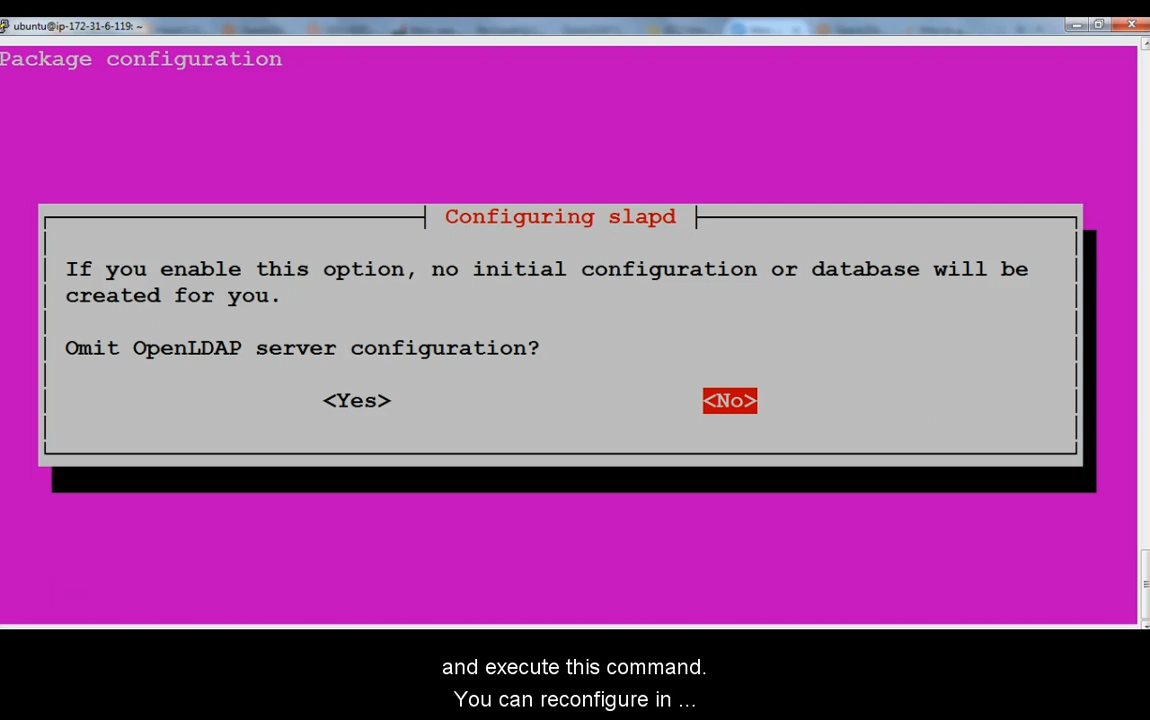 ubuntu@ip-172-31-6-119: ~
Package configuration
Configuring slapd
If you enable this option, no initial configuration or database will be
created for you.
Omit OpenLDAP server configuration?
<Yes> <No>
and execute this command.
You can reconfigure in ...